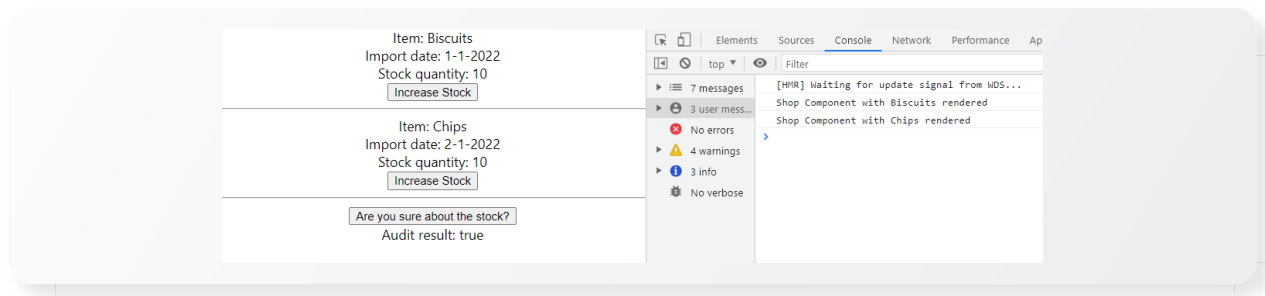 Item: Biscuits
Import date: 1-1-2022
Stock quantity: 10
Increase Stock
Item: Chips
Import date: 2-1-2022
Stock quantity: 10
Increase Stock
Are you sure about the stock?
Audit result: true
Elements Sources Console Network Performance Ap
top Filter
7 messages
3 user mess...
No errors
4 warnings
3 info
No verbose
[HMR] Waiting for update signal from WDS...
Shop Component with Biscuits rendered
Shop Component with Chips rendered